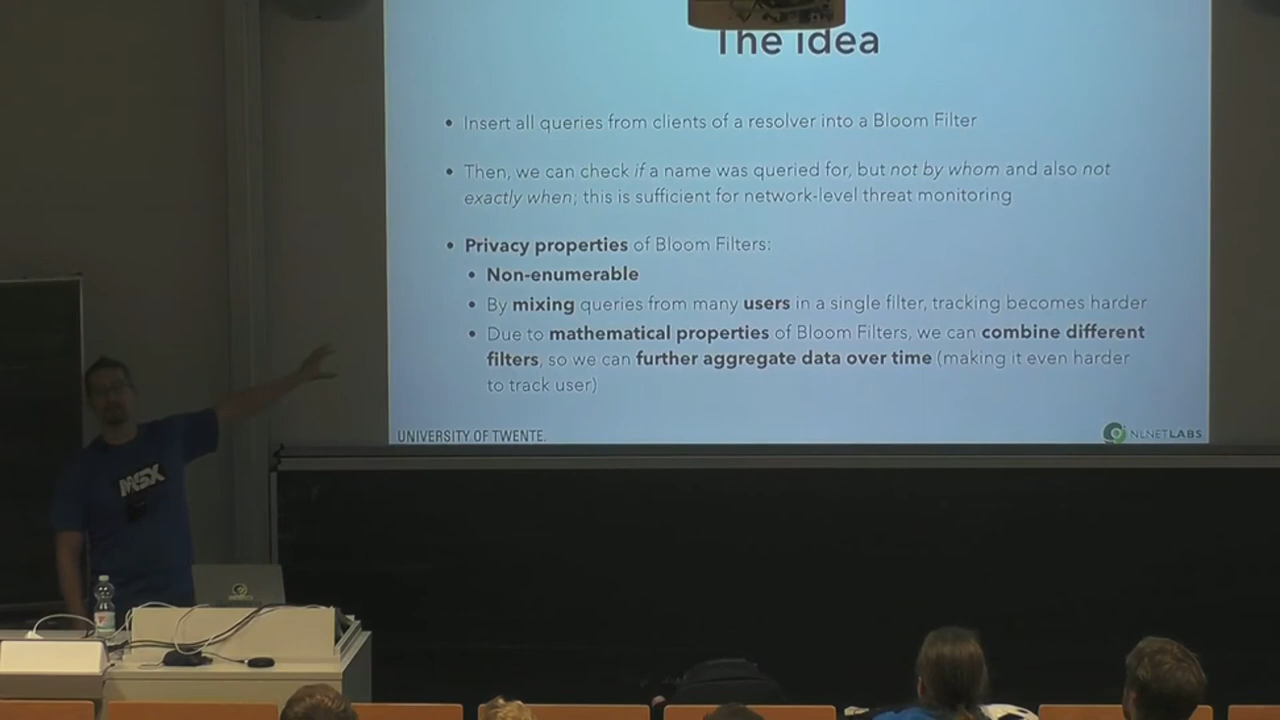 The idea
• Insert all queries from clients of a resolver into a Bloom Filter
• Then, we can check if a name was queried for, but not by whom and also not
exactly when; this is sufficient for network-level threat monitoring
• Privacy properties of Bloom Filters:
• Non-enumerable
• By mixing queries from many users in a single filter, tracking becomes harder
• Due to mathematical properties of Bloom Filters, we can combine different
filters, so we can further aggregate data over time (making it even harder
to track user)
UNIVERSITY OF TWENTE.
NLNETLABS
MSX